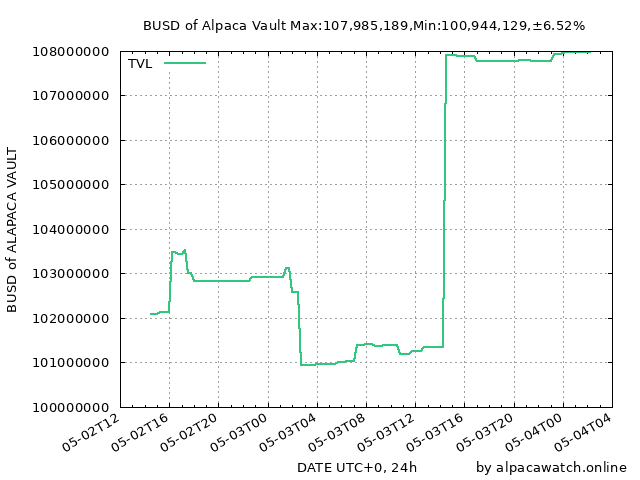 BUSD of Alpaca Vault Max:107,985,189,Min:100,944,129,±6.52%
TVL
108000000
107000000
106000000
105000000
104000000
103000000
102000000
101000000
100000000
BUSD of ALAPACA VAULT
05-02T12
05-02T16
05-02T20
05-03T00
05-03T04
05-03T08
05-03T12
05-03T16
05-03T20
05-04T00
05-04T04
DATE UTC+0, 24h
by alpacawatch.online